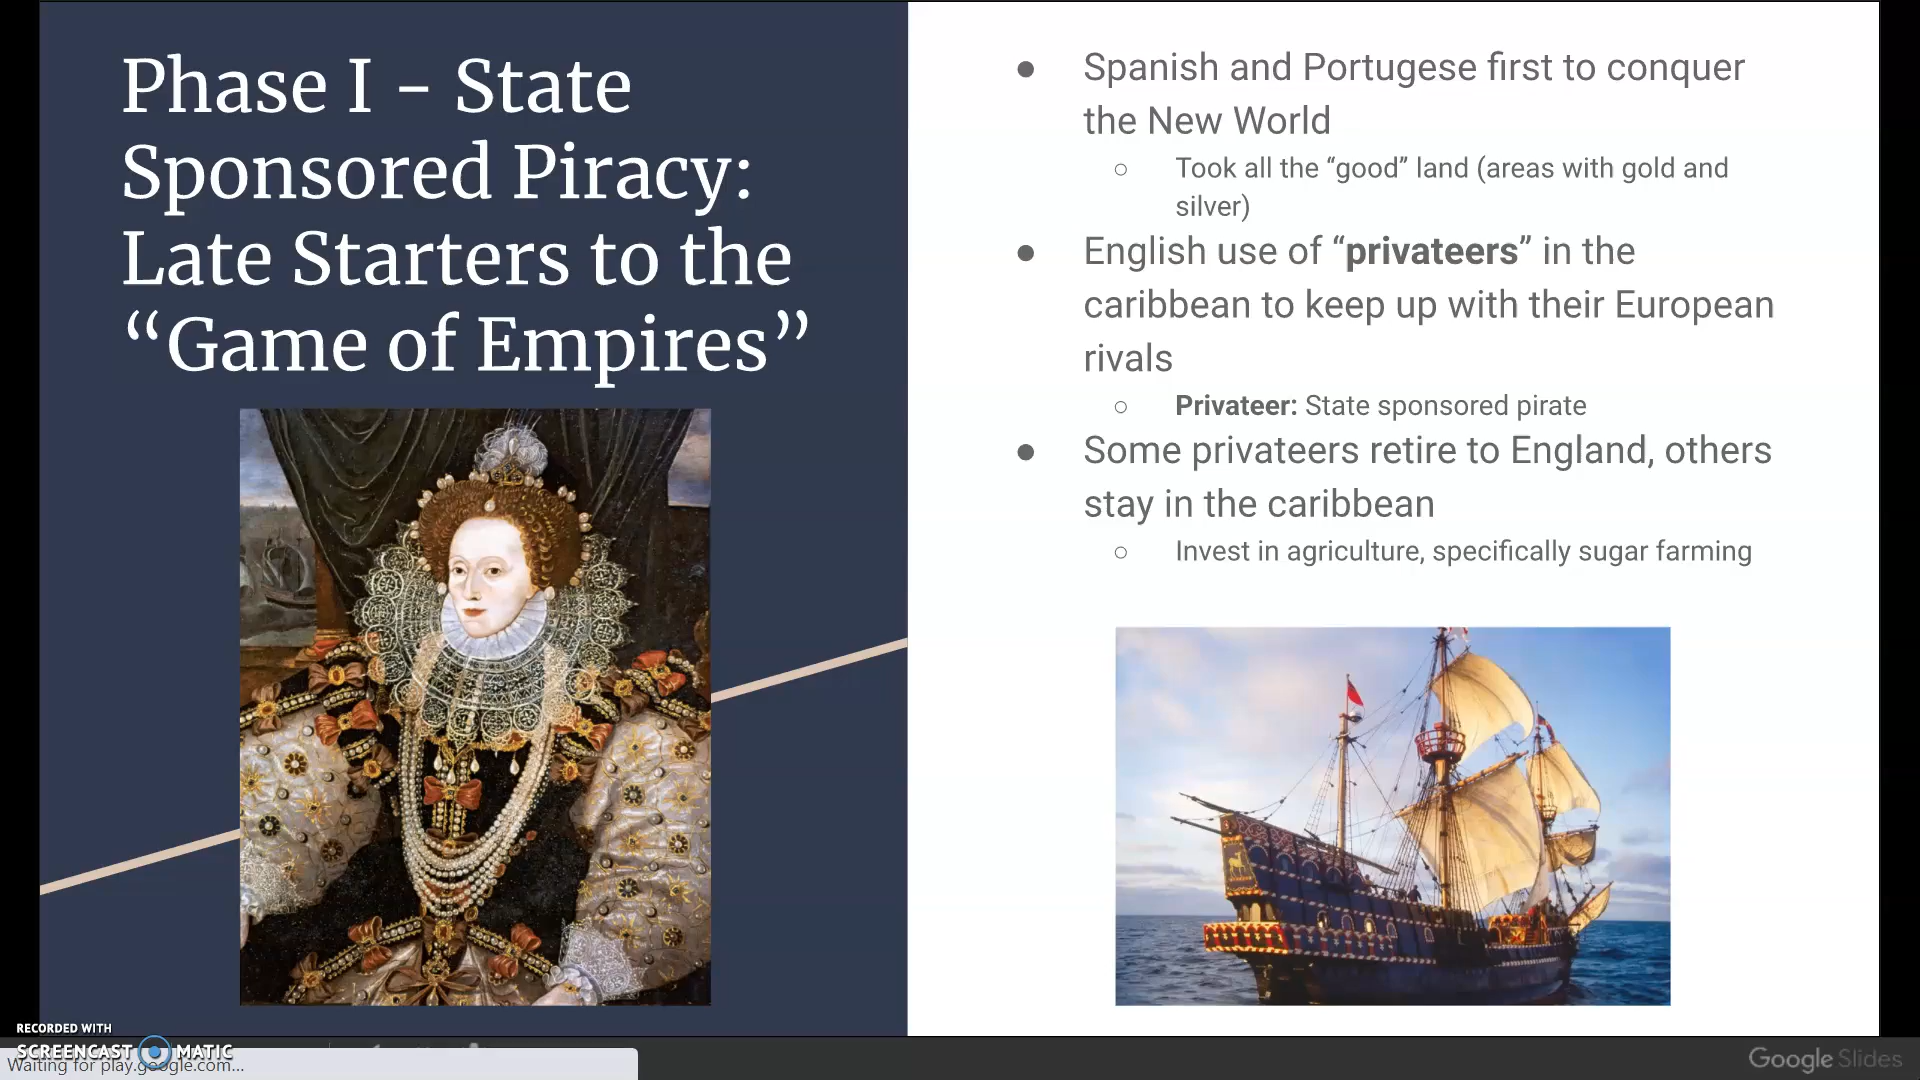 Phase I - State
Sponsored Piracy:
Late Starters to the
“Game of Empires”
● Spanish and Portugese first to conquer
the New World
○ Took all the “good” land (areas with gold and
silver)
● English use of “privateers” in the
caribbean to keep up with their European
rivals
○ Privateer: State sponsored pirate
● Some privateers retire to England, others
stay in the caribbean
○ Invest in agriculture, specifically sugar farming
RECORDED WITH
SCREENCAST MATIC
Waiting for play.google.com...
Google Slides